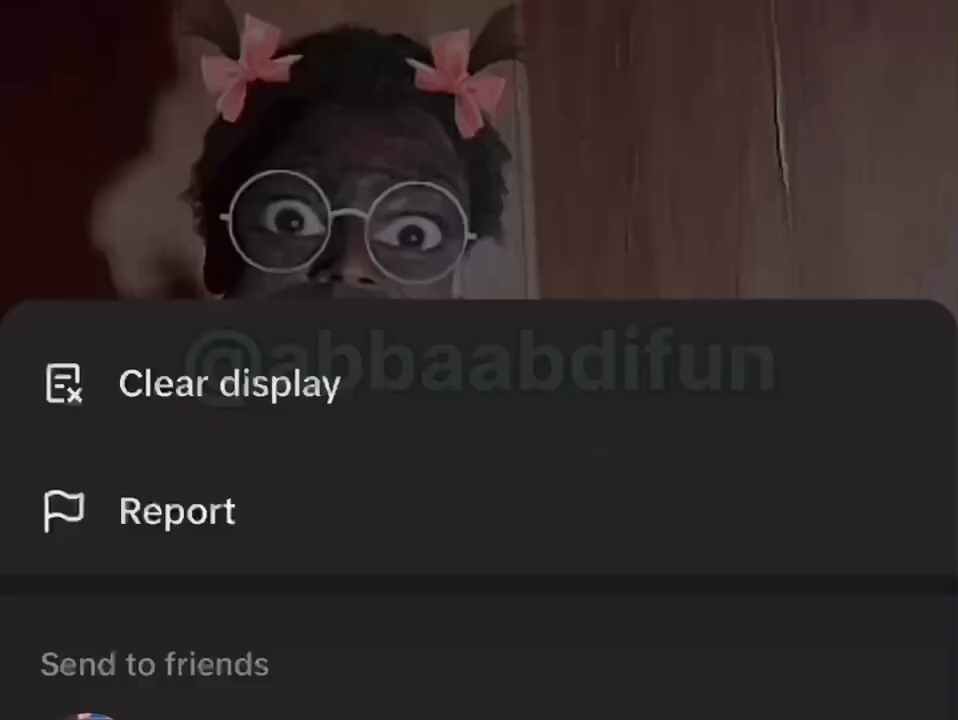 @abbaabdifun
Clear display
Report
Send to friends